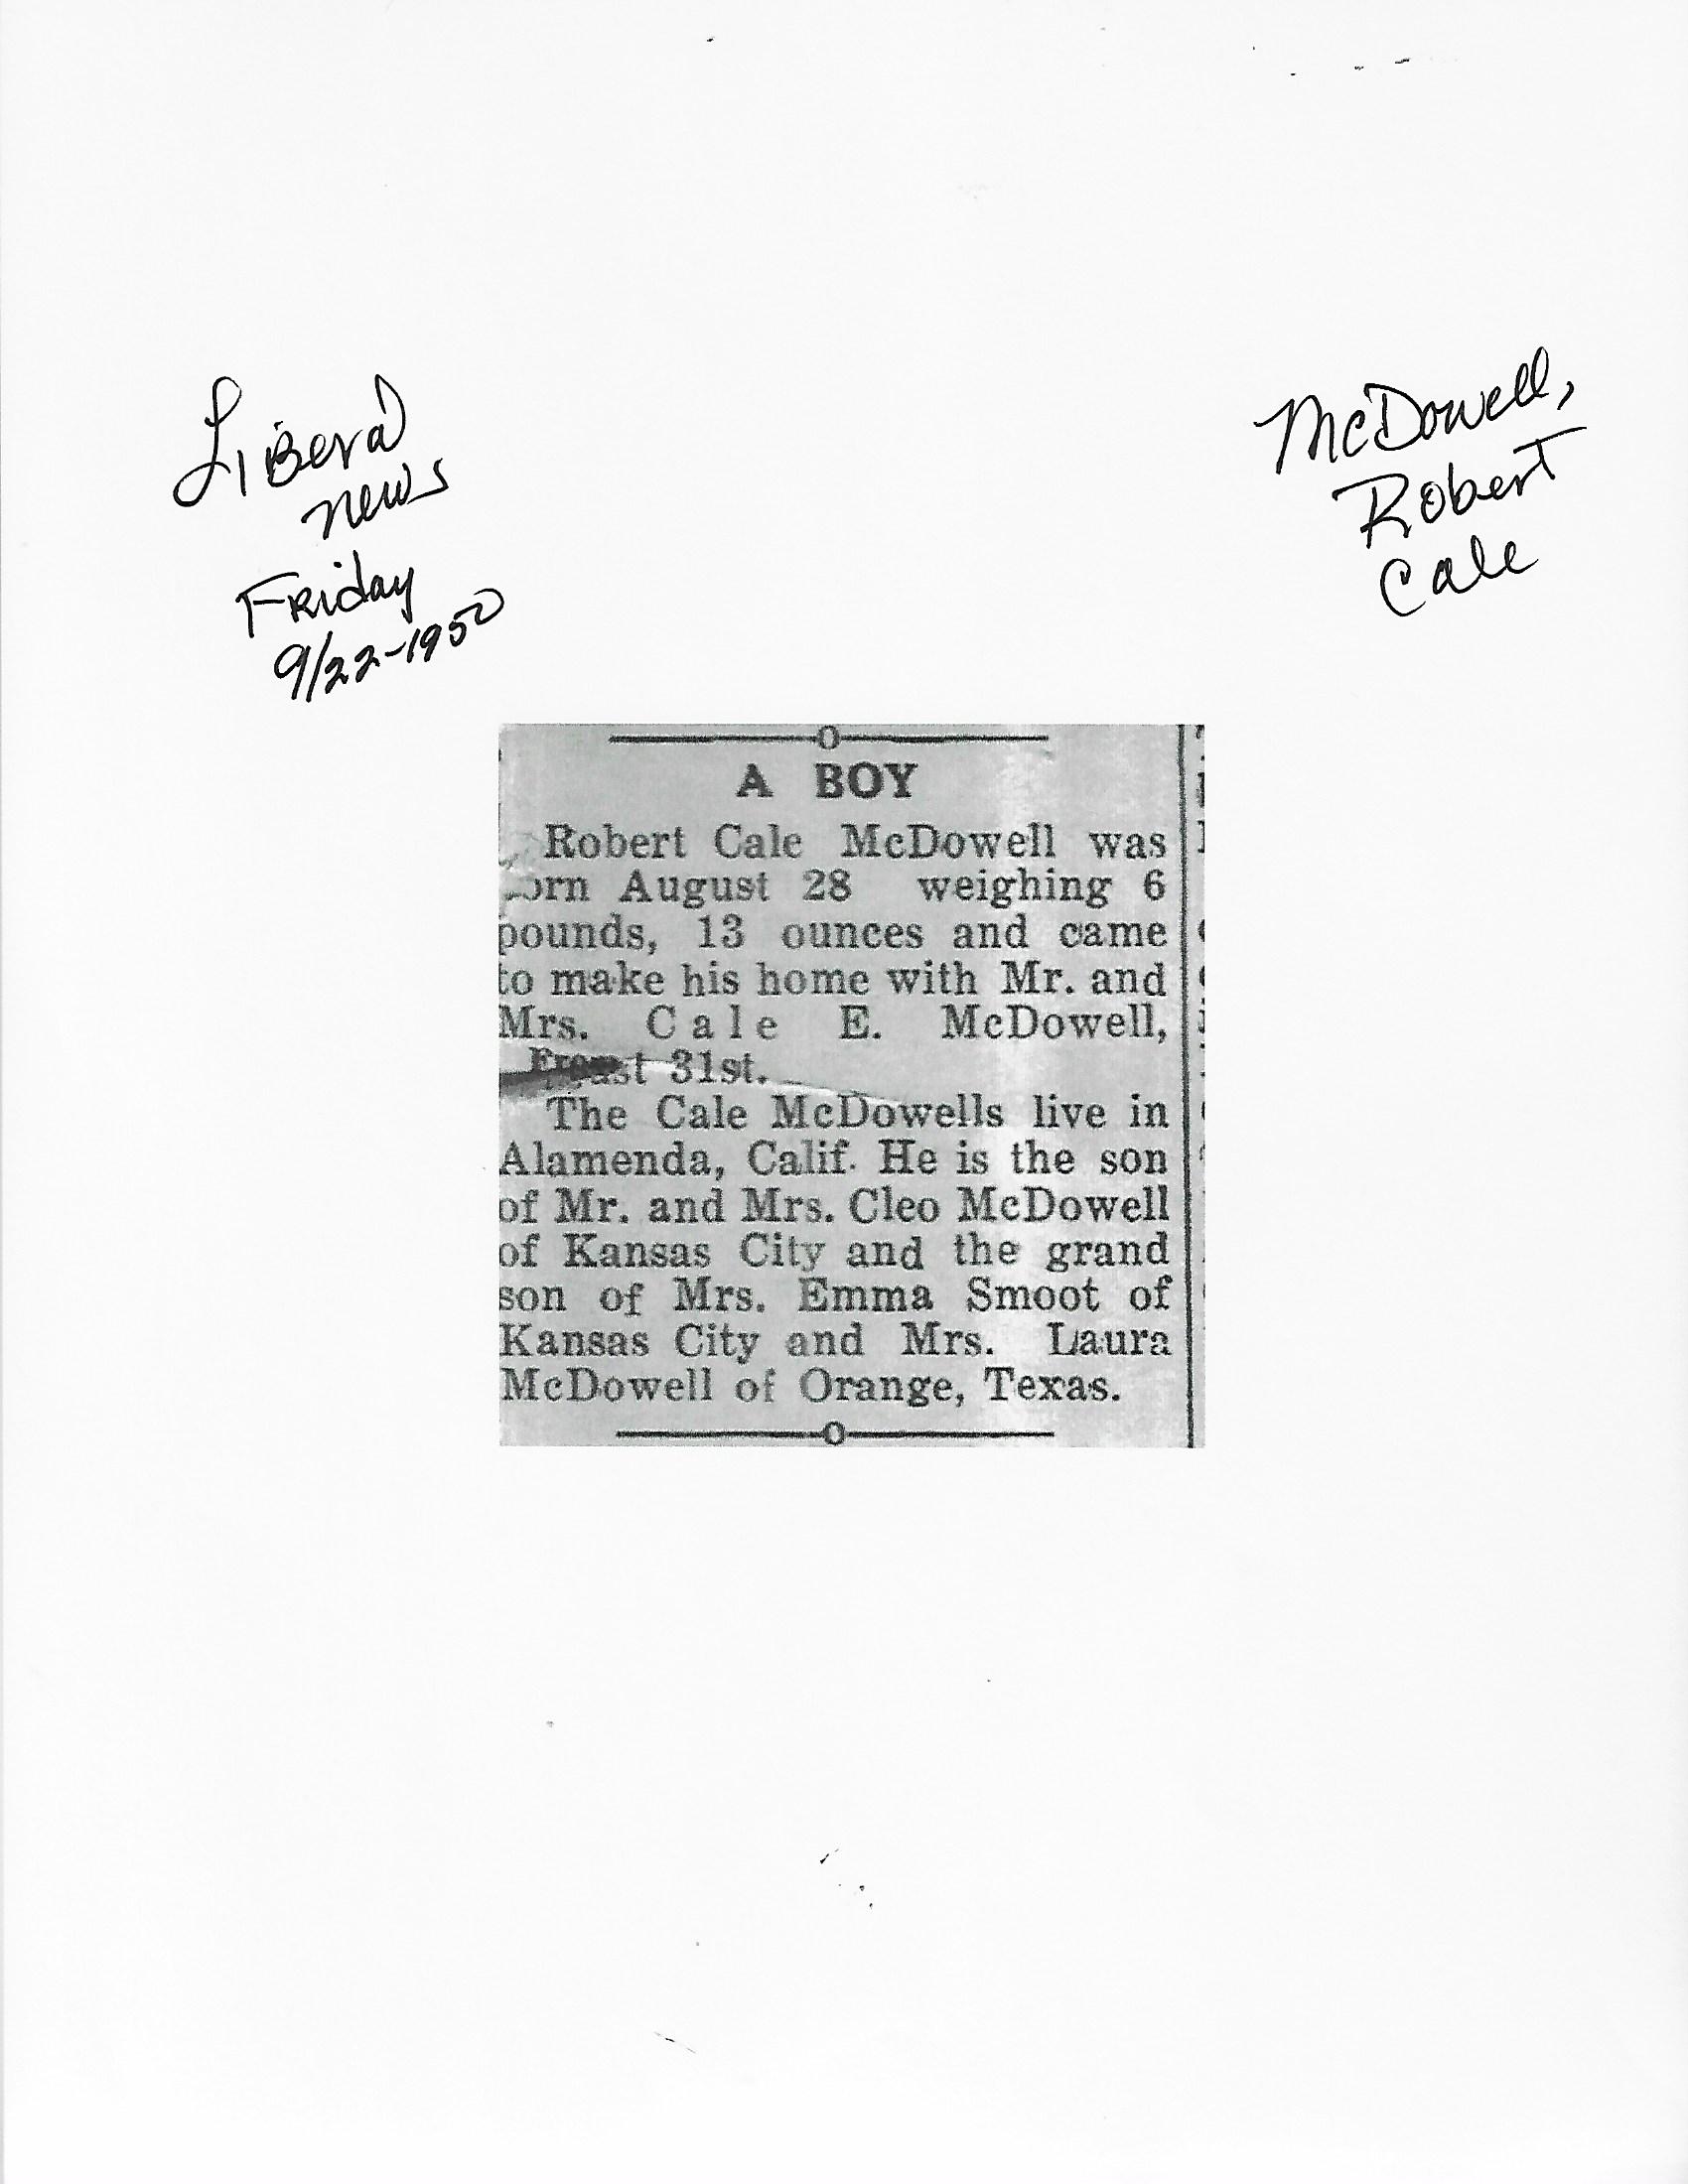 Liberal
news
Friday
9/22-1950
McDowell,
Robert
Cale
A BOY
Robert Cale McDowell was
orn August 28 weighing 6
pounds, 13 ounces and came
to make his home with Mr. and
Mrs. Cale E. McDowell,
31st.
The Cale McDowells live in
Alamenda, Calif. He is the son
of Mr. and Mrs. Cleo McDowell
of Kansas City and the grand
son of Mrs. Emma Smoot of
Kansas City and Mrs. Laura
McDowell of Orange, Texas.